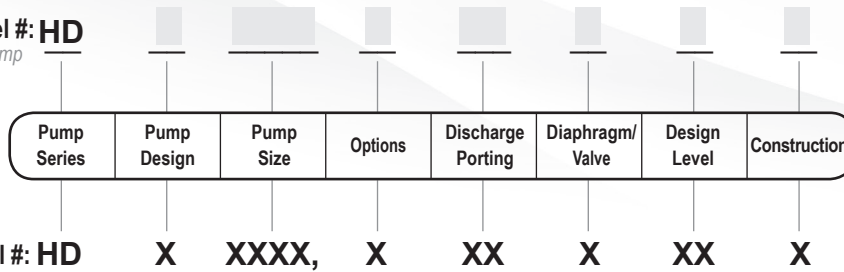 el #: HD
mp
Pump Series Pump Design Pump Size Options Discharge Porting Diaphragm/ Valve Design Level Construction
l #: HD X XXXX, X XX X XX X